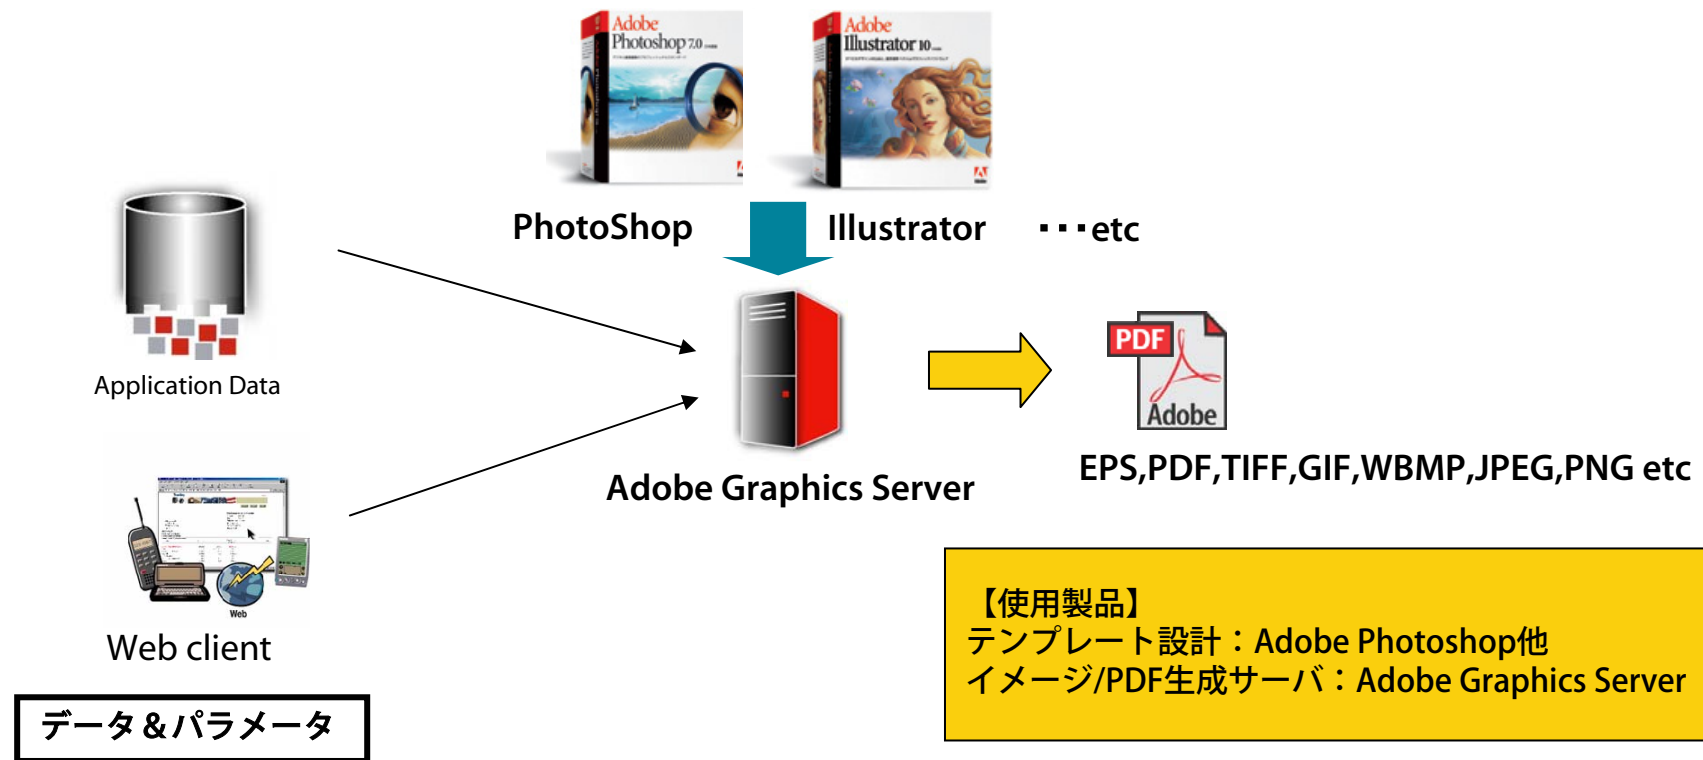 Adobe
Photoshop 7.0
Adobe
Illustrator 10
PhotoShop
Illustrator
･･･etc
Application Data
PDF
Adobe
Adobe Graphics Server
EPS,PDF,TIFF,GIF,WBMP,JPEG,PNG etc
Web
Web client
データ＆パラメータ
【使用製品】
テンプレート設計：Adobe Photoshop他
イメージ/PDF生成サーバ：Adobe Graphics Server